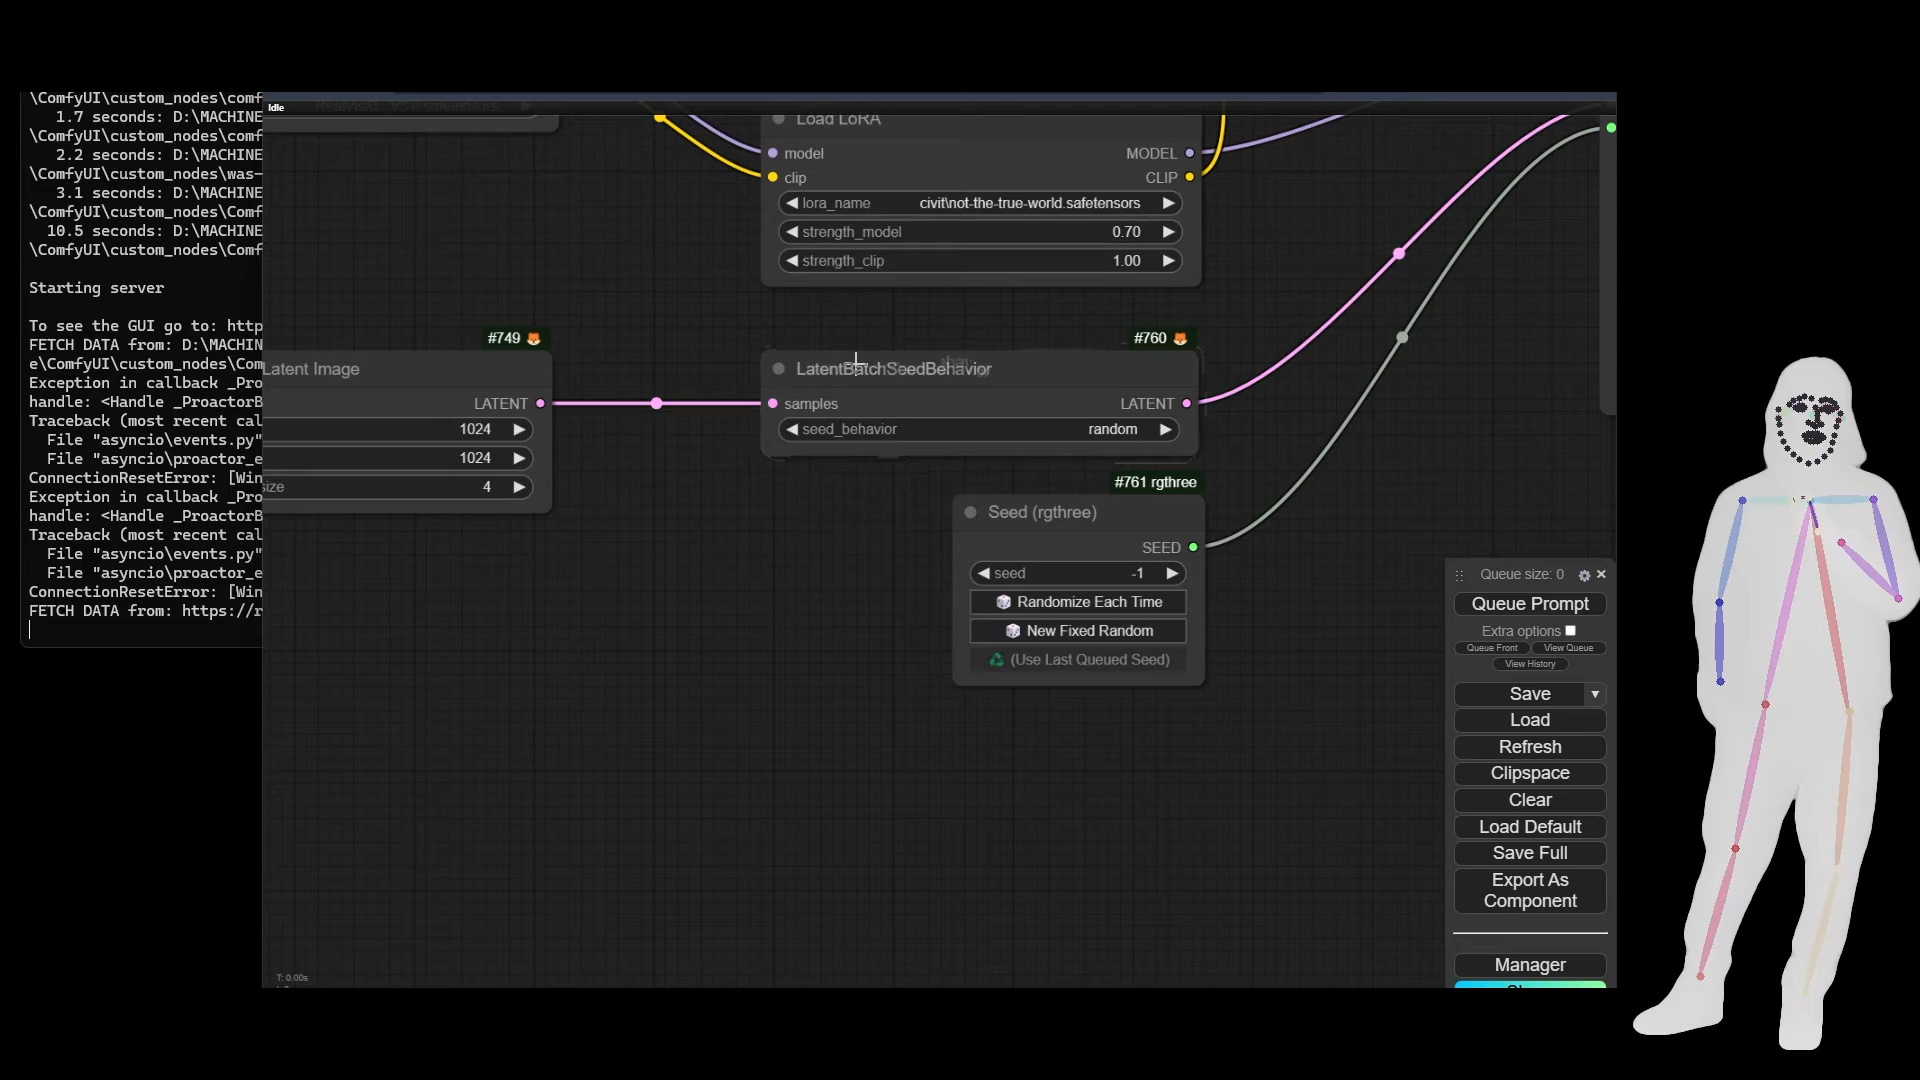 \ComfyUI\custom_nodes\comf
1.7 seconds: D:\MACHINE
\ComfyUI\custom_nodes\comf
2.2 seconds: D:\MACHINE
\ComfyUI\custom_nodes\was-
3.1 seconds: D:\MACHINE
\ComfyUI\custom_nodes\Comf
10.5 seconds: D:\MACHINE
\ComfyUI\custom_nodes\Comf
Starting server
To see the GUI go to: http
FETCH DATA from: D:\MACHIN
e\ComfyUI\custom_nodes\Com
Exception in callback _Pro
handle: <Handle _ProactorB
Traceback (most recent cal
File "asyncio\events.py"
File "asyncio\proactor_e
ConnectionResetError: [Win
Exception in callback _Pro
handle: <Handle _ProactorB
Traceback (most recent cal
File "asyncio\events.py"
File "asyncio\proactor_e
ConnectionResetError: [Win
FETCH DATA from: https://r
Idle
Load LoRA
model MODEL
clip CLIP
lora_name civit\not-the-true-world.safetensors
strength_model 0.70
strength_clip 1.00
#749
Latent Image
LATENT
1024
1024
size 4
#760
LatentBatchSeedBehavior
samples LATENT
seed_behavior random
#761 rgthree
Seed (rgthree)
SEED
seed -1
Randomize Each Time
New Fixed Random
(Use Last Queued Seed)
Queue size: 0
Queue Prompt
Extra options
Queue Front View Queue
View History
Save
Load
Refresh
Clipspace
Clear
Load Default
Save Full
Export As
Component
Manager
T: 0.00s